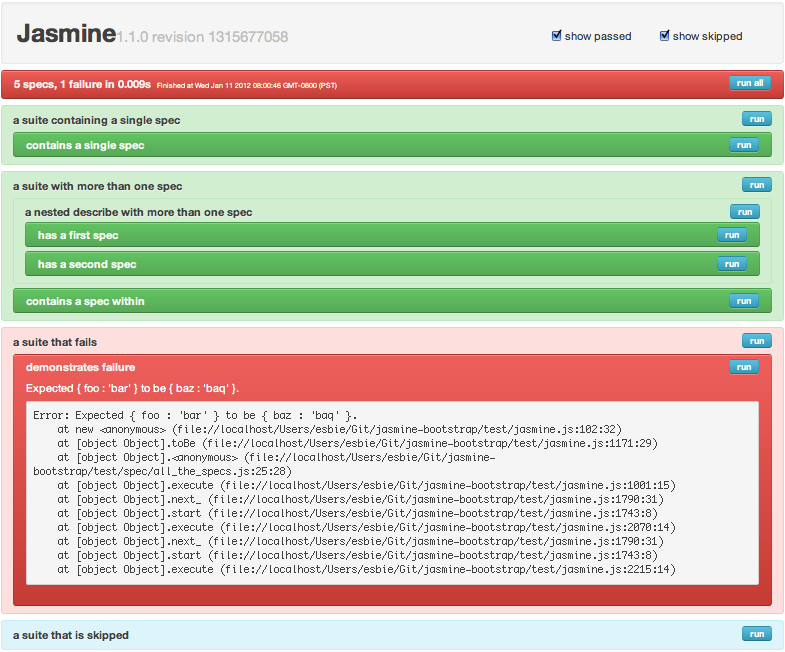 Jasmine 1.1.0 revision 1315677058
show passed
show skipped
5 specs, 1 failure in 0.009s Finished at Wed Jan 11 2012 08:00:46 GMT-0800 (PST)
run all
a suite containing a single spec
run
contains a single spec
run
a suite with more than one spec
run
a nested describe with more than one spec
run
has a first spec
run
has a second spec
run
contains a spec within
run
a suite that fails
run
demonstrates failure
run
Expected { foo : 'bar' } to be { baz : 'baq' }.
Error: Expected { foo : 'bar' } to be { baz : 'baq' }.
at new <anonymous> (file://localhost/Users/esbie/Git/jasmine-bootstrap/test/jasmine.js:102:32)
at [object Object].toBe (file://localhost/Users/esbie/Git/jasmine-bootstrap/test/jasmine.js:1171:29)
at [object Object].<anonymous> (file://localhost/Users/esbie/Git/jasmine-
bootstrap/test/spec/all_the_specs.js:25:28)
at [object Object].execute (file://localhost/Users/esbie/Git/jasmine-bootstrap/test/jasmine.js:1001:15)
at [object Object].next_ (file://localhost/Users/esbie/Git/jasmine-bootstrap/test/jasmine.js:1790:31)
at [object Object].start (file://localhost/Users/esbie/Git/jasmine-bootstrap/test/jasmine.js:1743:8)
at [object Object].execute (file://localhost/Users/esbie/Git/jasmine-bootstrap/test/jasmine.js:2070:14)
at [object Object].next_ (file://localhost/Users/esbie/Git/jasmine-bootstrap/test/jasmine.js:1790:31)
at [object Object].start (file://localhost/Users/esbie/Git/jasmine-bootstrap/test/jasmine.js:1743:8)
at [object Object].execute (file://localhost/Users/esbie/Git/jasmine-bootstrap/test/jasmine.js:2215:14)
a suite that is skipped
run